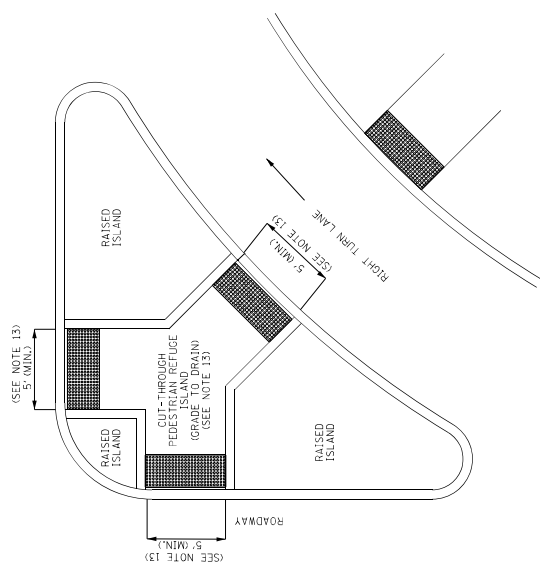 RAISED
ISLAND
RIGHT TURN LANE
(SEE NOTE 13)
5' (MIN.)
(SEE NOTE 13)
5' (MIN.)
CUT-THROUGH
PEDESTRIAN REFUGE
ISLAND
(GRADE TO DRAIN)
(SEE NOTE 13)
RAISED
ISLAND
RAISED
ISLAND
ROADWAY
5' (MIN.)
(SEE NOTE 13)